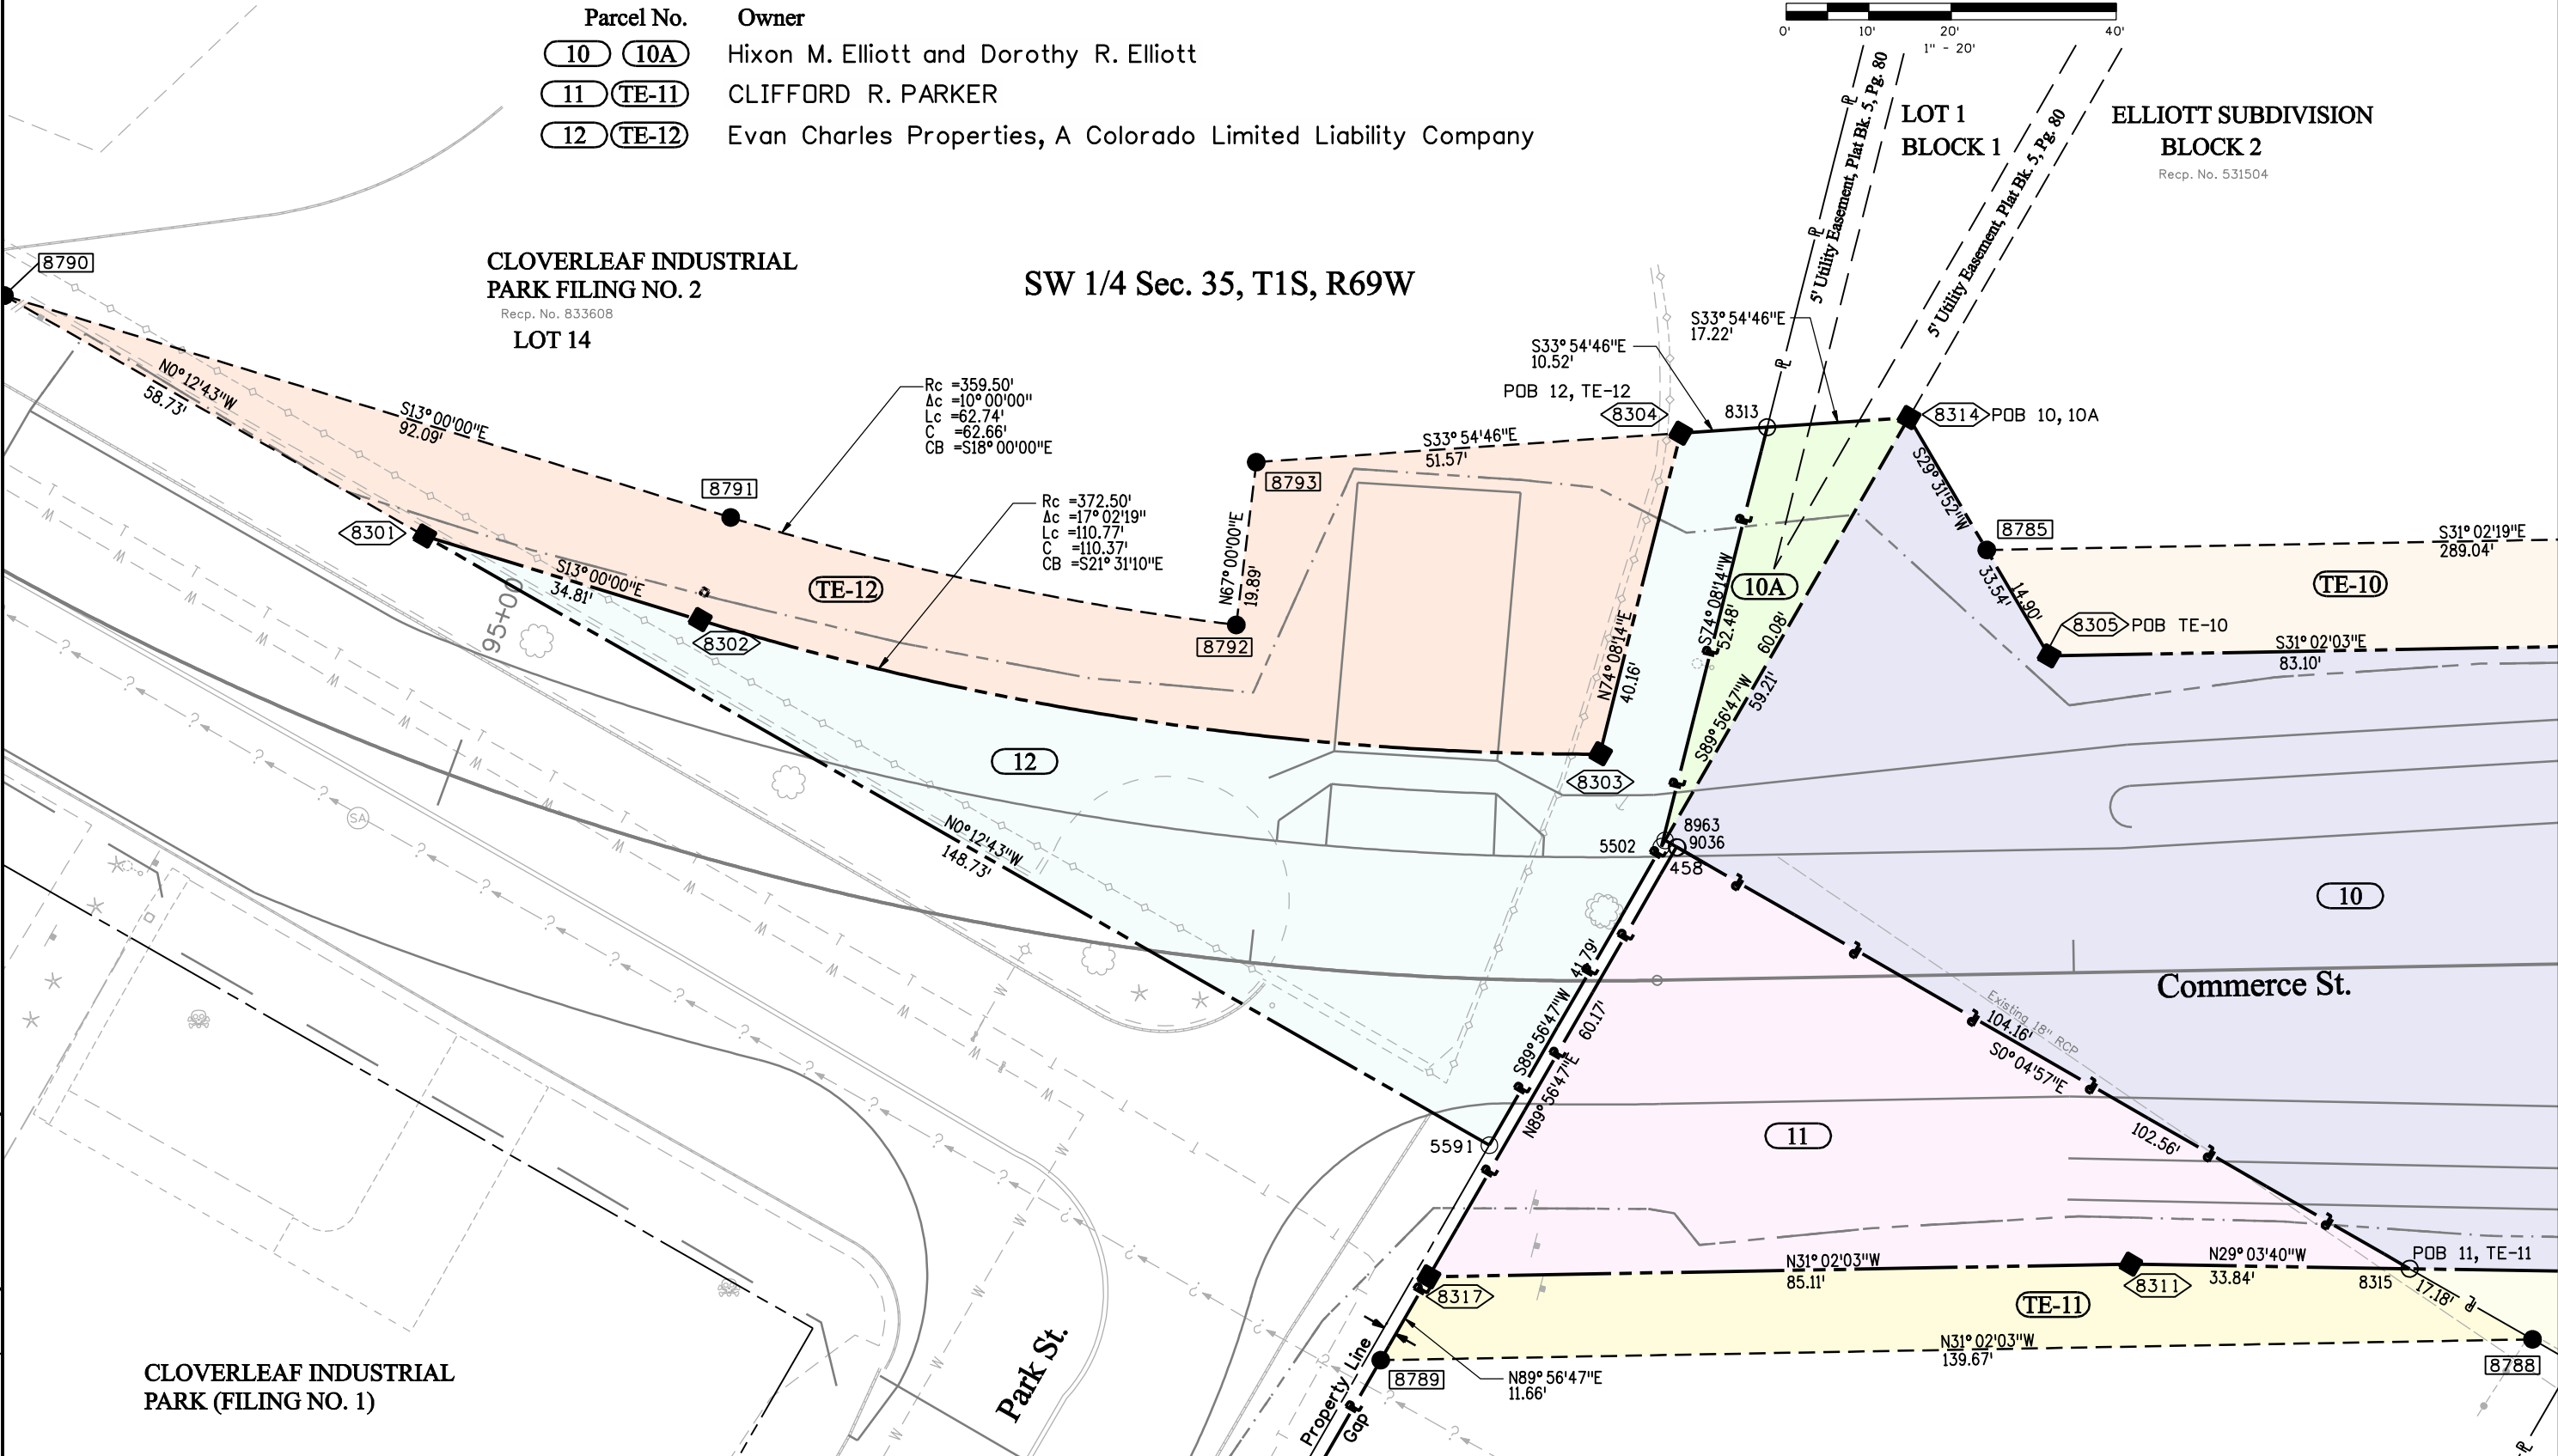 Parcel No. Owner
10 10A Hixon M. Elliott and Dorothy R. Elliott
11 TE-11 CLIFFORD R. PARKER
12 TE-12 Evan Charles Properties, A Colorado Limited Liability Company
0' 10' 20' 40'
1" - 20'
5' Utility Easement, Plat Bk. 5, Pg. 80
5' Utility Easement, Plat Bk. 5, Pg. 80
LOT 1
BLOCK 1
ELLIOTT SUBDIVISION
BLOCK 2
Recp. No. 531504
8790
CLOVERLEAF INDUSTRIAL
PARK FILING NO. 2
Recp. No. 833608
LOT 14
SW 1/4 Sec. 35, T1S, R69W
N0°12'43"W
58.73'
S13°00'00"E
92.09'
Rc =359.50'
Δc =10°00'00"
Lc =62.74'
C =62.66'
CB =S18°00'00"E
Rc =372.50'
Δc =17°02'19"
Lc =110.77'
C =110.37'
CB =S21°31'10"E
S33°54'46"E
17.22'
S33°54'46"E
10.52'
POB 12, TE-12
8304
8313
8314
POB 10, 10A
S33°54'46"E
51.57'
8791
8793
8301
S13°00'00"E
34.81'
95+00
8302
TE-12
N67°00'00"E
19.89'
8792
N74°08'14"E
40.16'
8303
S74°08'14"W
52.48'
10A
60.08'
S89°56'47"W
59.21'
S29°31'52"W
33.54'
8785
14.90'
8305
POB TE-10
S31°02'19"E
289.04'
TE-10
S31°02'03"E
83.10'
12
N0°12'43"W
148.73'
SA
5502
8963
9036
458
10
Commerce St.
Existing 18" RCP
104.16'
S0°04'57"E
102.56'
41.79'
S89°56'47"W
60.17'
N89°56'47"E
5591
11
N31°02'03"W
85.11'
N29°03'40"W
33.84'
POB 11, TE-11
8315
17.18'
8317
8311
TE-11
N31°02'03"W
139.67'
8788
8789
N89°56'47"E
11.66'
Property Line
Gap
Park St.
CLOVERLEAF INDUSTRIAL
PARK (FILING NO. 1)